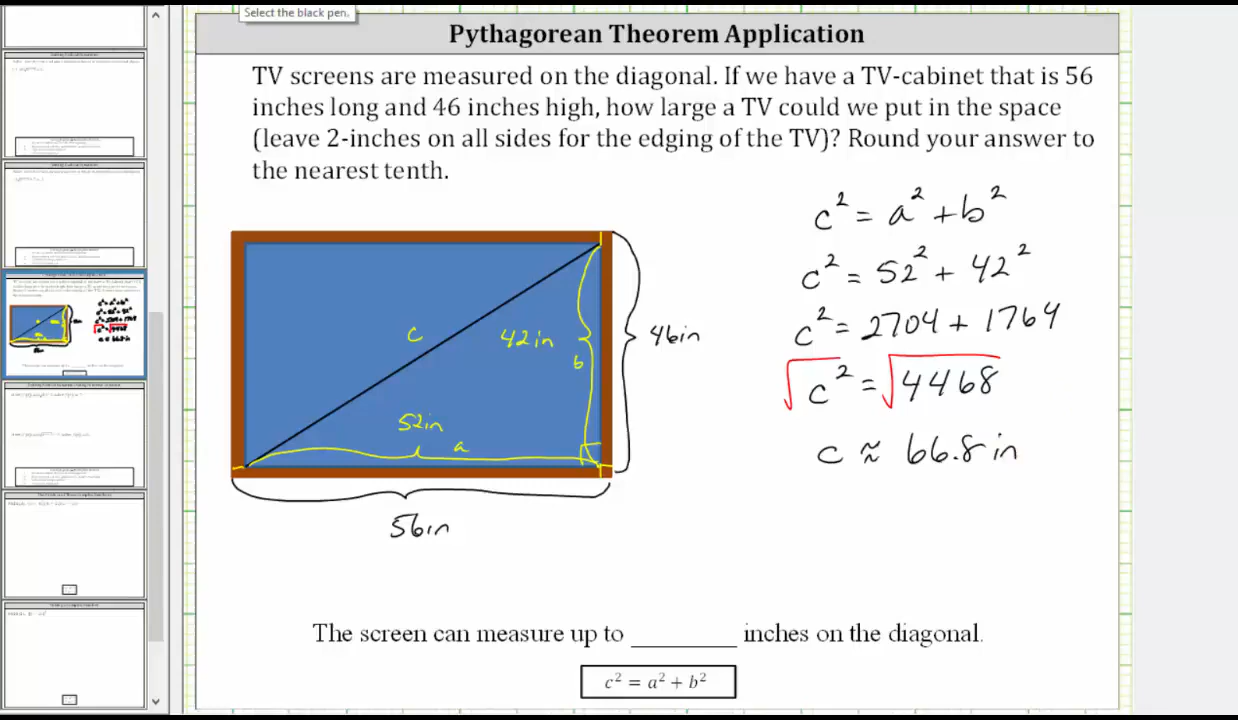 Select the black pen.
Pythagorean Theorem Application
TV screens are measured on the diagonal. If we have a TV-cabinet that is 56
inches long and 46 inches high, how large a TV could we put in the space
(leave 2-inches on all sides for the edging of the TV)? Round your answer to
the nearest tenth.
c² = a² + b²
c² = 52² + 42²
c² = 2704 + 1764
√c² = √4468
c ≈ 66.8 in
c
42in
b
46in
52in
a
56in
The screen can measure up to ________ inches on the diagonal.
c² = a² + b²